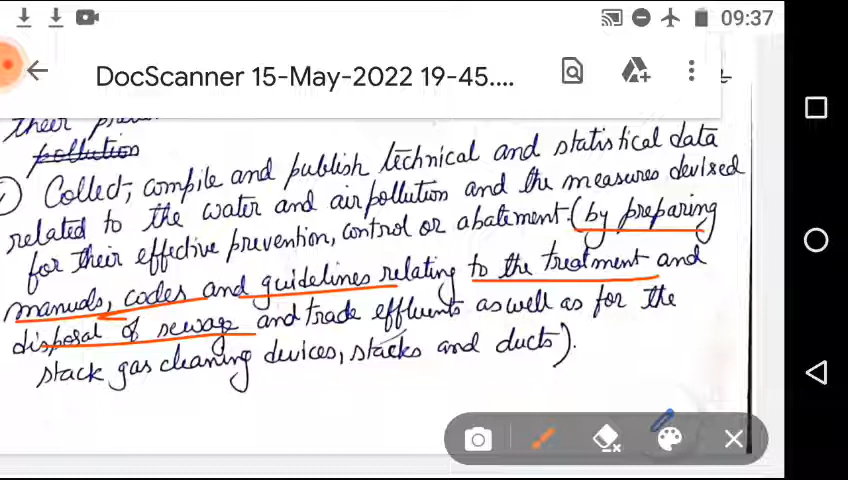 09:37
DocScanner 15-May-2022 19-45....
their
pollution
Collect, compile and publish technical and statistical data
related to the water and air pollution and the measures devised
for their effective prevention, control or abatement (by preparing
manuals, codes and guidelines relating to the treatment and
disposal of sewage and trade effluents as well as for the
stack gas cleaning devices, stacks and ducts).